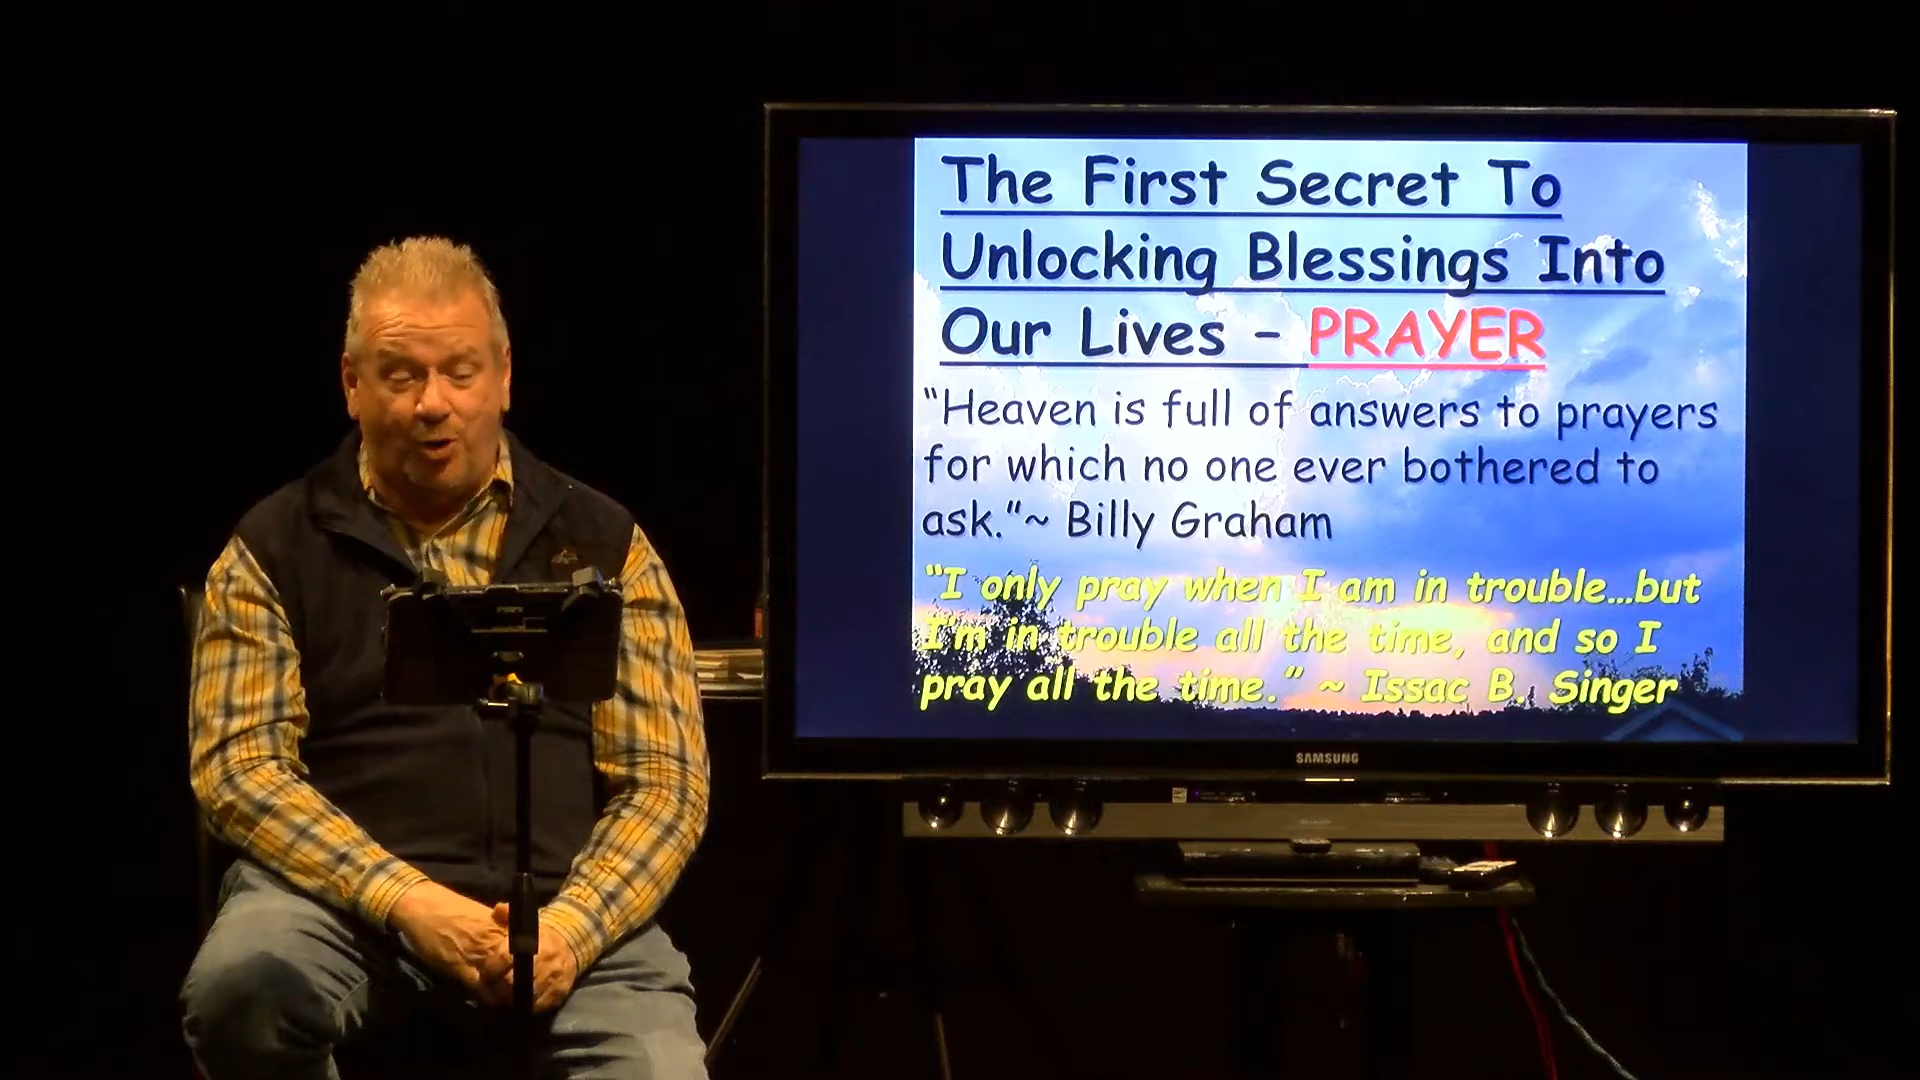 The First Secret To
Unlocking Blessings Into
Our Lives – PRAYER
“Heaven is full of answers to prayers
for which no one ever bothered to
ask.”~ Billy Graham
“I only pray when I am in trouble…but
I’m in trouble all the time, and so I
pray all the time.” ~ Issac B. Singer
SAMSUNG